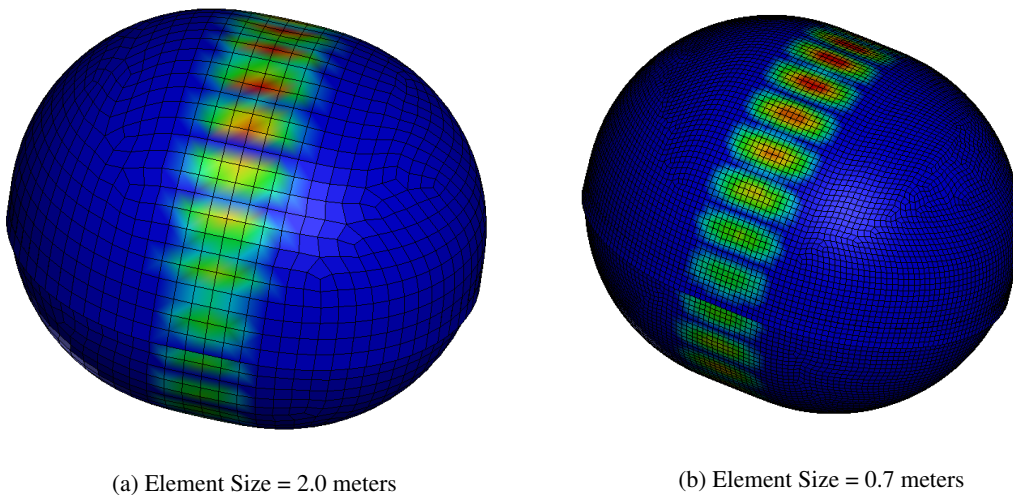 (a) Element Size = 2.0 meters
(b) Element Size = 0.7 meters